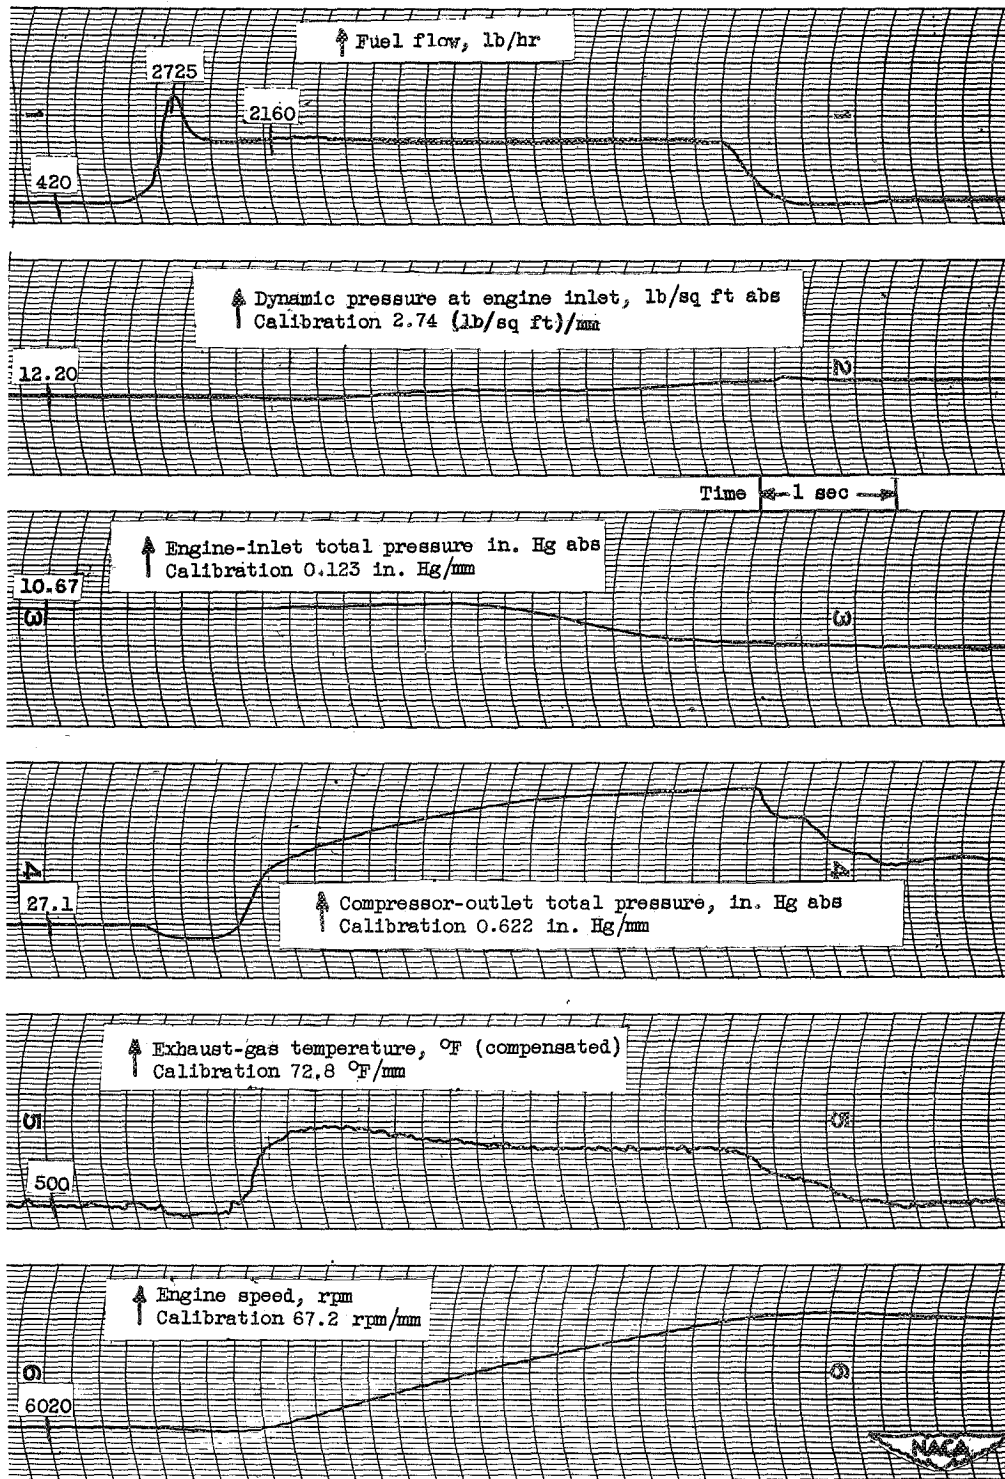 Fuel flow, lb/hr
2725
2160
1 1
420
Dynamic pressure at engine inlet, lb/sq ft abs
Calibration 2.74 (lb/sq ft)/mm
12.20
2
Time 1 sec
Engine-inlet total pressure in. Hg abs
Calibration 0.123 in. Hg/mm
10.67
3 3
4 4
27.1
Compressor-outlet total pressure, in. Hg abs
Calibration 0.622 in. Hg/mm
Exhaust-gas temperature, °F (compensated)
Calibration 72.8 °F/mm
5 5
500
Engine speed, rpm
Calibration 67.2 rpm/mm
6 6
6020
NACA